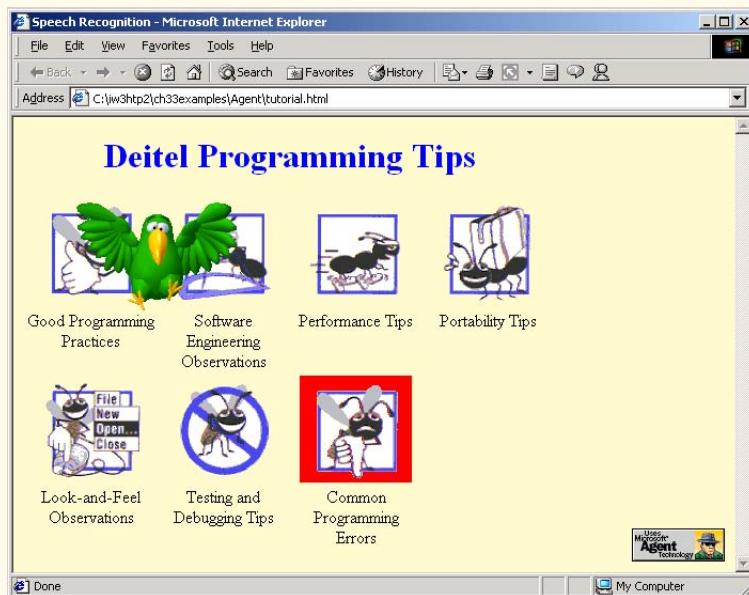 Speech Recognition - Microsoft Internet Explorer
File Edit View Favorites Tools Help
Back Search Favorites History
Address C:\iw3htp2\ch33examples\Agent\tutorial.html
Deitel Programming Tips
Good Programming
Practices
Software
Engineering
Observations
Performance Tips
Portability Tips
File
New
Open...
Close
Look-and-Feel
Observations
Testing and
Debugging Tips
Common
Programming
Errors
Uses
Microsoft
Agent
Technology
Done My Computer